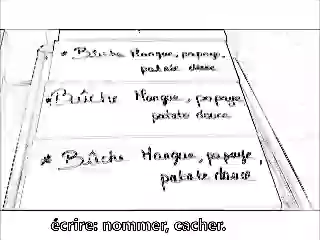 * Bûche Mangue, papaye,
patate douce
* Bûche Mangue, papaye
patate douce
* Bûche Mangue, papaye,
patate douce
écrire: nommer, cacher.